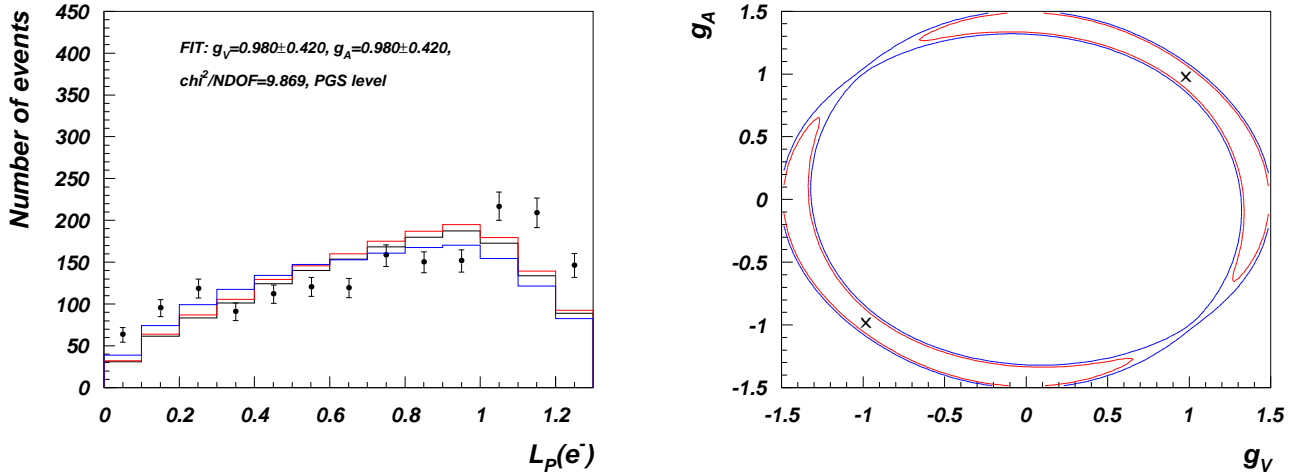 Number of events
450
400
350
300
250
200
150
100
50
0
FIT: g_V=0.980±0.420, g_A=0.980±0.420,
chi²/NDOF=9.869, PGS level
0 0.2 0.4 0.6 0.8 1 1.2
L_P(e⁻)
g_A
1.5
1
0.5
0
-0.5
-1
-1.5
-1.5 -1 -0.5 0 0.5 1 1.5
g_V